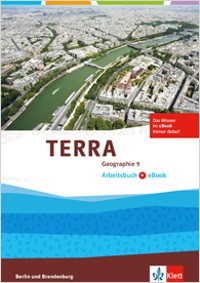 Das Wissen
im eBook
immer dabei!
TERRA
Geographie 9
Arbeitsbuch + eBook
Berlin und Brandenburg
Klett